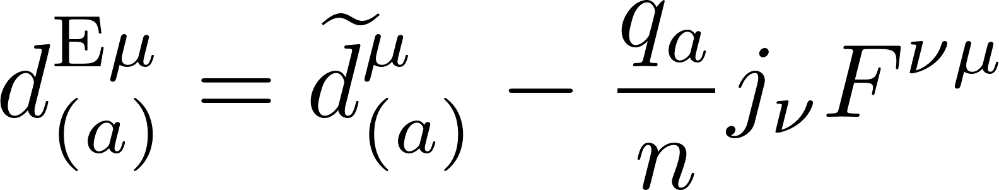 $d^{\mathrm{E}\mu}_{(a)} = \widetilde{d}^{\mu}_{(a)} - \frac{q_a}{n} j_\nu F^{\nu\mu}$